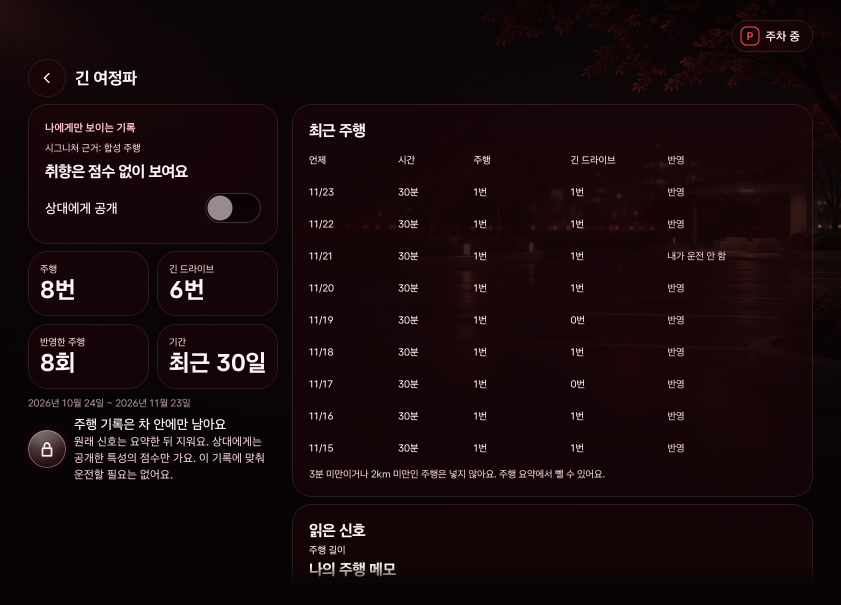 P 주차 중
긴 여정파
나에게만 보이는 기록
시그니처 근거: 합성 주행
취향은 점수 없이 보여요
상대에게 공개
주행
8번
긴 드라이브
6번
반영한 주행
8회
기간
최근 30일
2026년 10월 24일 ~ 2026년 11월 23일
주행 기록은 차 안에만 남아요
원래 신호는 요약한 뒤 지워요. 상대에게는
공개한 특성의 점수만 가요. 이 기록에 맞춰
운전할 필요는 없어요.
최근 주행
언제 시간 주행 긴 드라이브 반영
11/23 30분 1번 1번 반영
11/22 30분 1번 1번 반영
11/21 30분 1번 1번 내가 운전 안 함
11/20 30분 1번 1번 반영
11/19 30분 1번 0번 반영
11/18 30분 1번 1번 반영
11/17 30분 1번 0번 반영
11/16 30분 1번 1번 반영
11/15 30분 1번 1번 반영
3분 미만이거나 2km 미만인 주행은 넣지 않아요. 주행 요약에서 뺄 수 있어요.
읽은 신호
주행 길이
나의 주행 메모